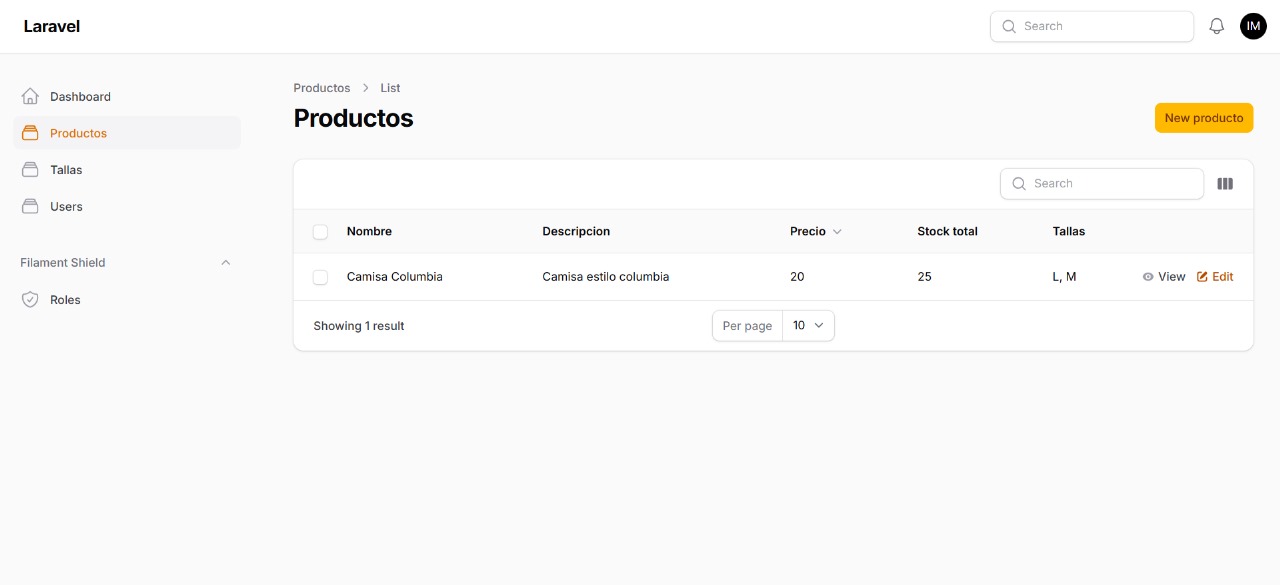 Laravel
Search
IM
Dashboard
Productos
Tallas
Users
Filament Shield
Roles
Productos > List
Productos
New producto
Search
Nombre Descripcion Precio Stock total Tallas
Camisa Columbia Camisa estilo columbia 20 25 L, M View Edit
Showing 1 result Per page 10